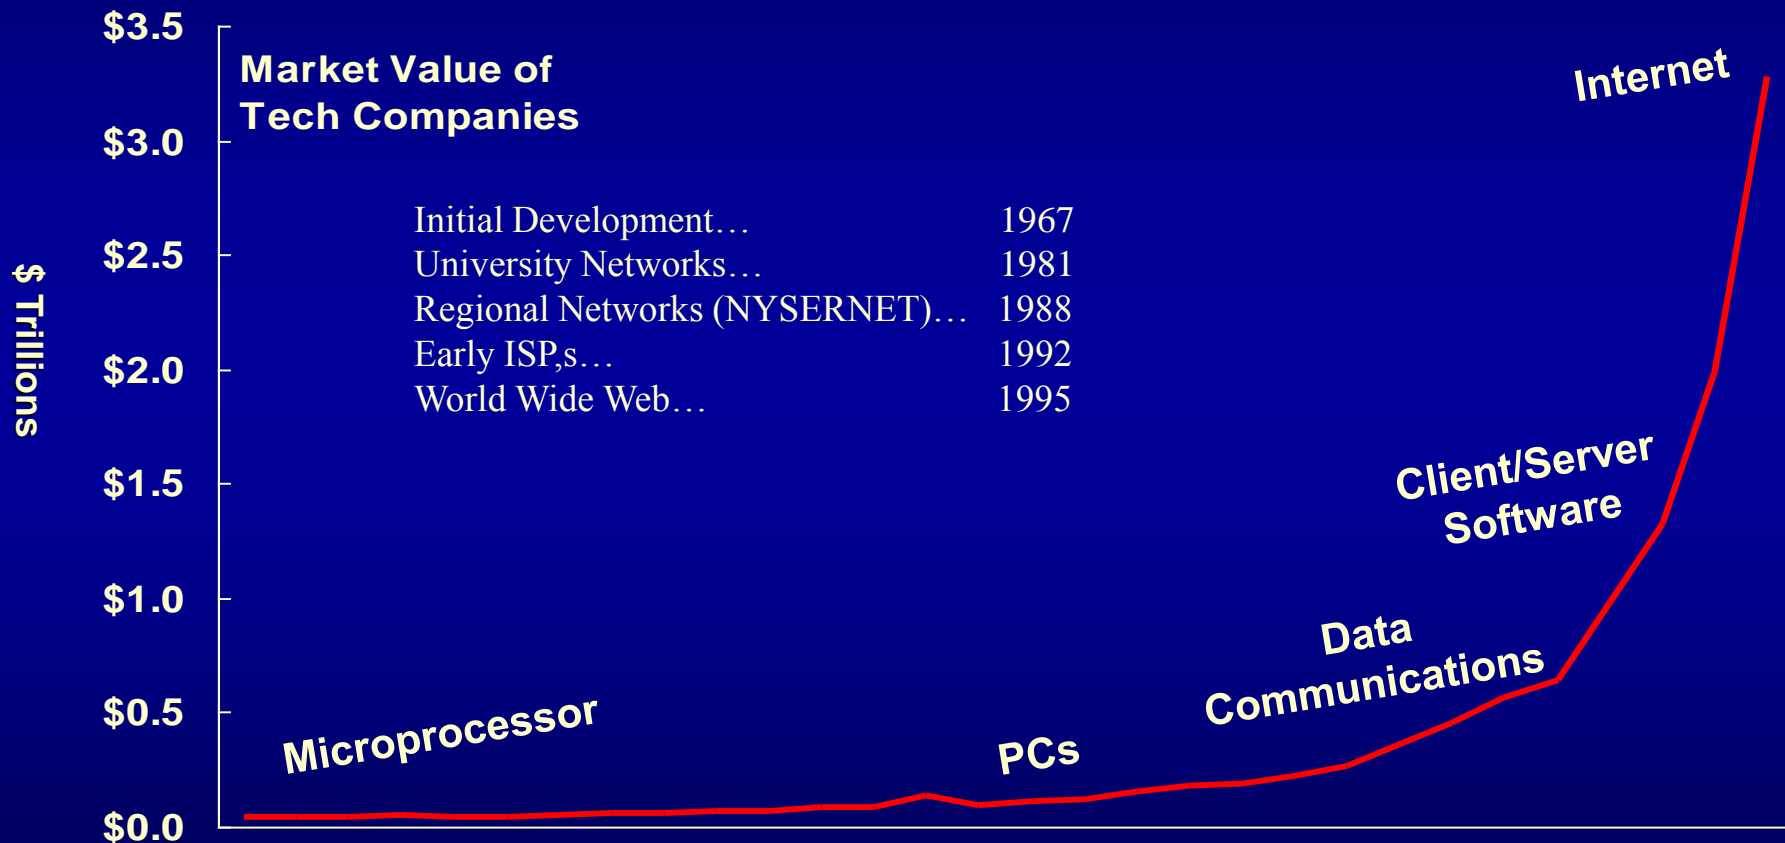 $3.5
$3.0
$2.5
$2.0
$1.5
$1.0
$0.5
$0.0
$ Trillions
Market Value of
Tech Companies
Initial Development… 1967
University Networks… 1981
Regional Networks (NYSERNET)… 1988
Early ISP,s… 1992
World Wide Web… 1995
Microprocessor
PCs
Data
Communications
Client/Server
Software
Internet